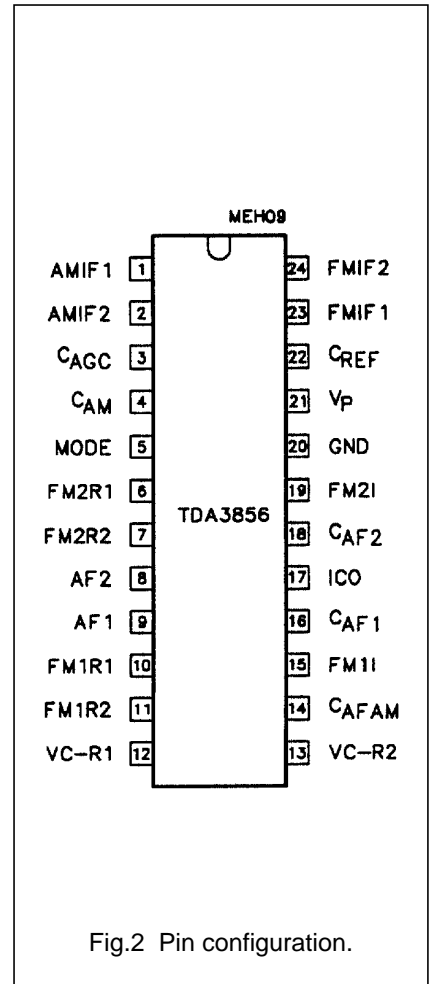 MEH09
AMIF1 1 24 FMIF2
AMIF2 2 23 FMIF1
CAGC 3 22 CREF
CAM 4 21 VP
MODE 5 20 GND
FM2R1 6 19 FM2I
TDA3856
FM2R2 7 18 CAF2
AF2 8 17 ICO
AF1 9 16 CAF1
FM1R1 10 15 FM1I
FM1R2 11 14 CAFAM
VC-R1 12 13 VC-R2
Fig.2 Pin configuration.